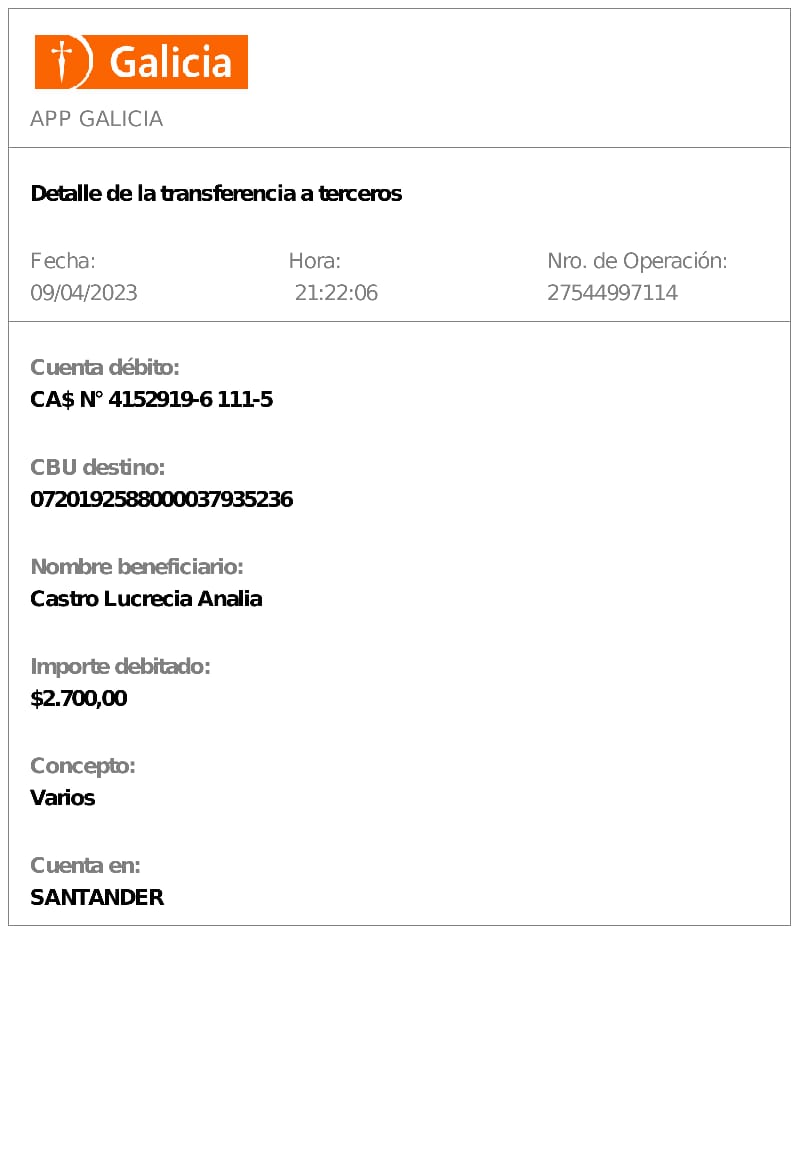 Galicia
APP GALICIA
Detalle de la transferencia a terceros
Fecha: Hora: Nro. de Operación:
09/04/2023 21:22:06 27544997114
Cuenta débito:
CA$ N° 4152919-6 111-5
CBU destino:
0720192588000037935236
Nombre beneficiario:
Castro Lucrecia Analia
Importe debitado:
$2.700,00
Concepto:
Varios
Cuenta en:
SANTANDER